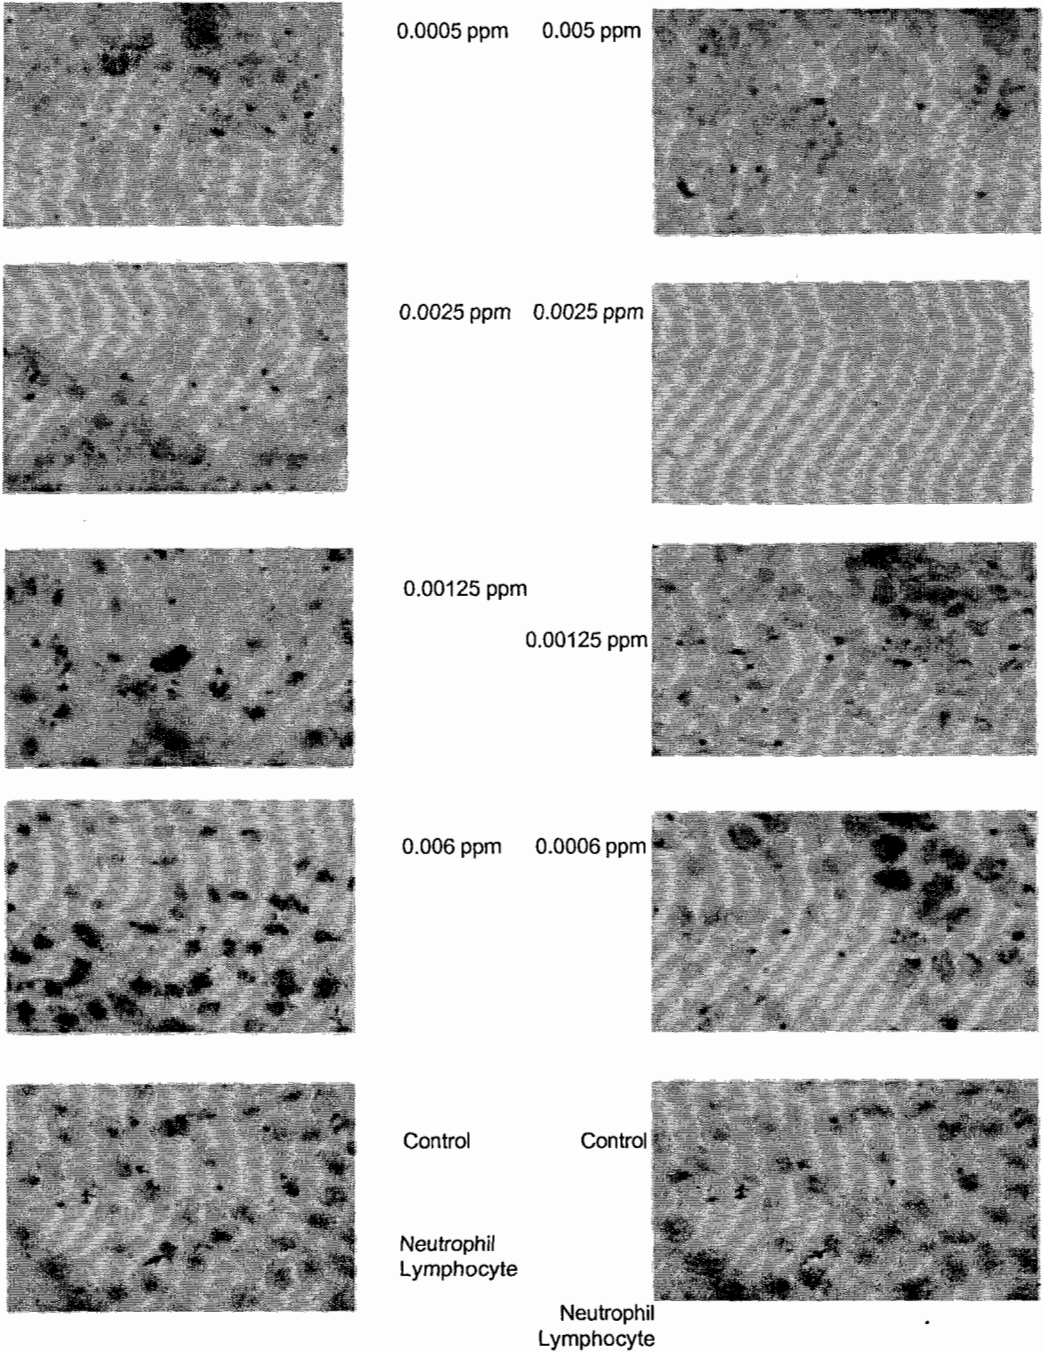 0.0005 ppm
0.005 ppm
0.0025 ppm
0.0025 ppm
0.00125 ppm
0.00125 ppm
0.006 ppm
0.0006 ppm
Control
Control
Neutrophil
Lymphocyte
Neutrophil
Lymphocyte